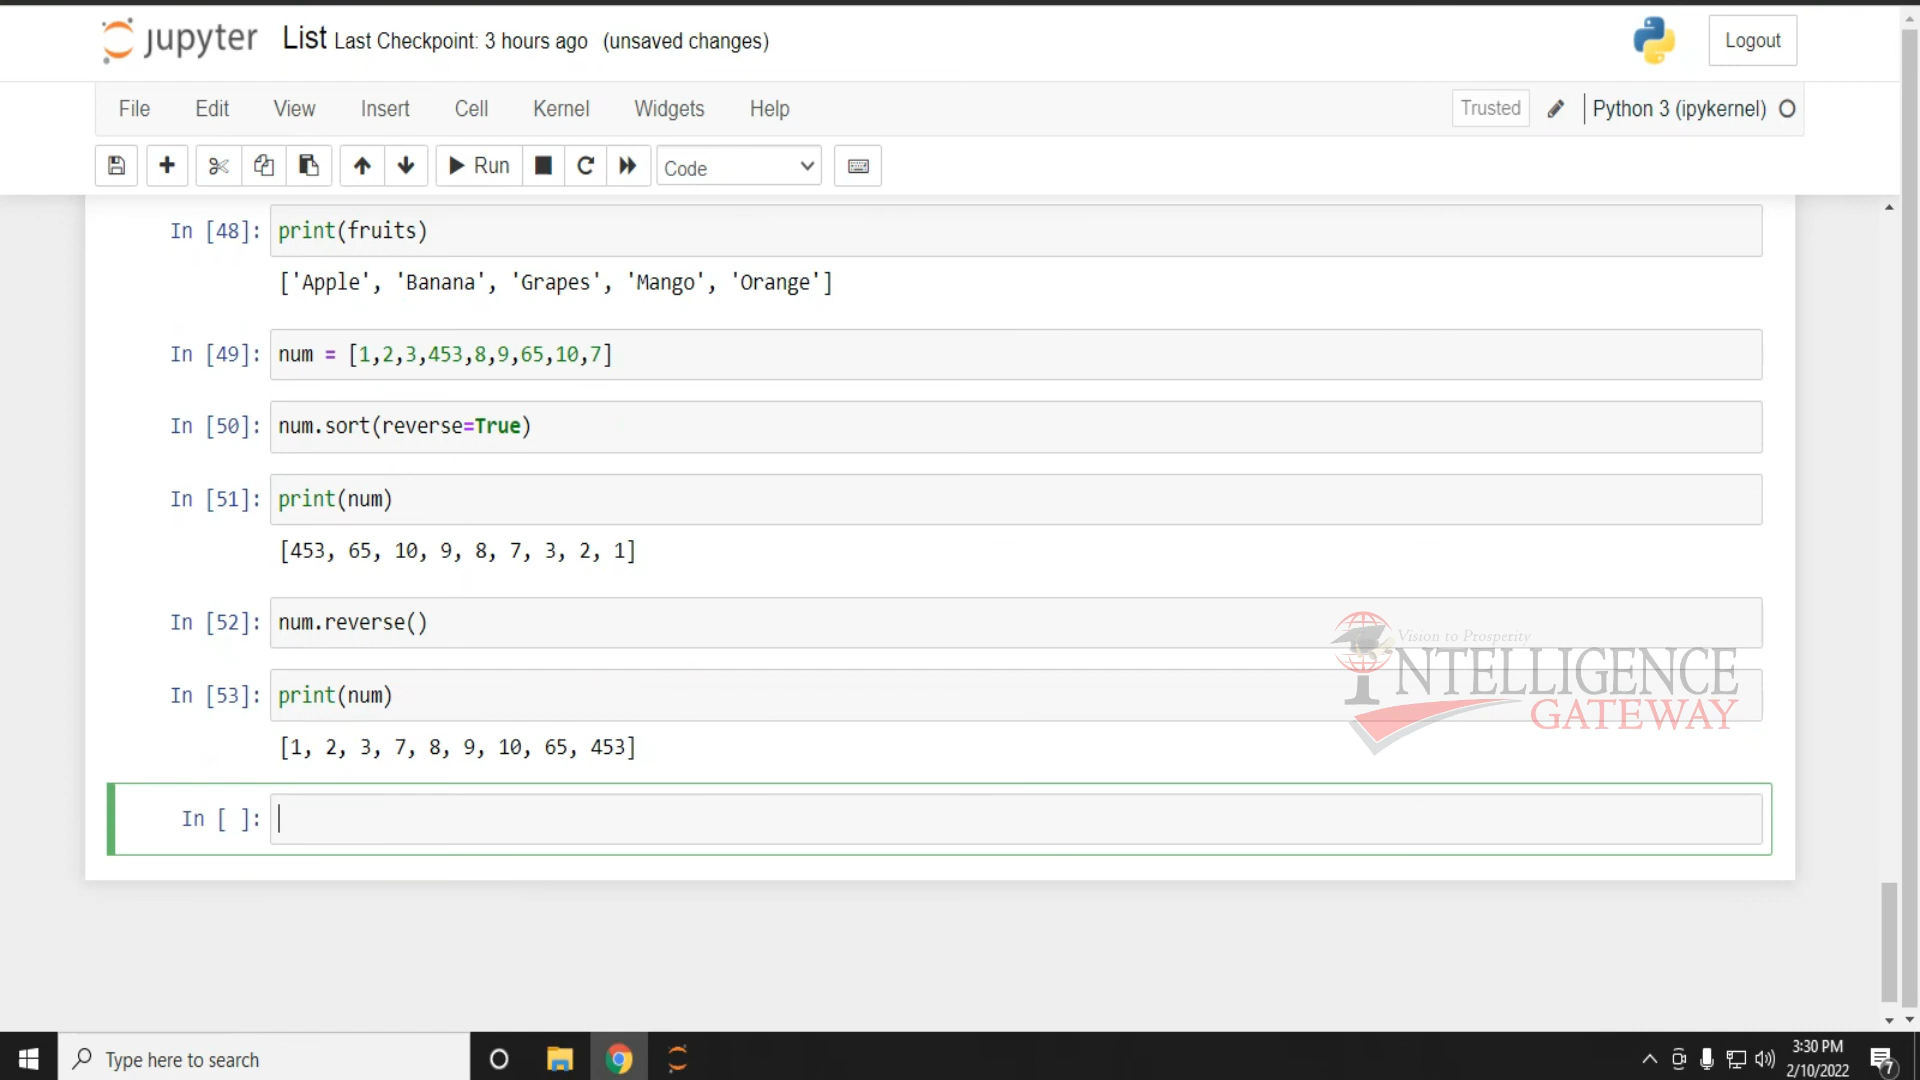 jupyter List Last Checkpoint: 3 hours ago (unsaved changes) Logout
File Edit View Insert Cell Kernel Widgets Help Trusted Python 3 (ipykernel)
Run Code
In [48]: print(fruits)
['Apple', 'Banana', 'Grapes', 'Mango', 'Orange']
In [49]: num = [1,2,3,453,8,9,65,10,7]
In [50]: num.sort(reverse=True)
In [51]: print(num)
[453, 65, 10, 9, 8, 7, 3, 2, 1]
In [52]: num.reverse()
Vision to Prosperity
INTELLIGENCE
GATEWAY
In [53]: print(num)
[1, 2, 3, 7, 8, 9, 10, 65, 453]
In [ ]:
Type here to search
3:30 PM
2/10/2022
7